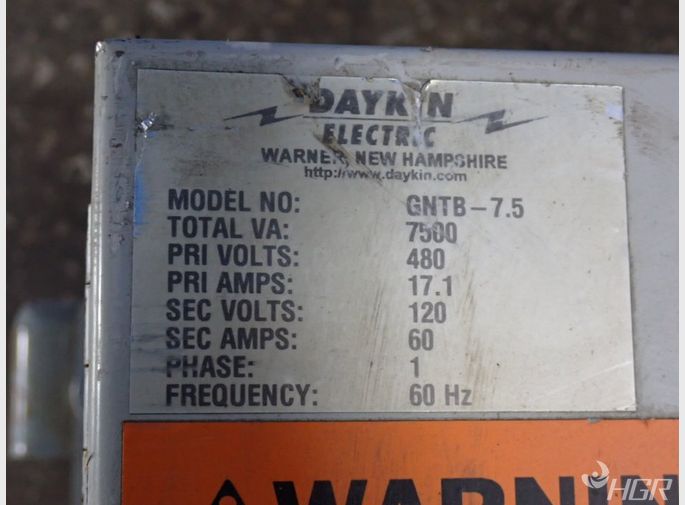 DAYKIN
ELECTRIC
WARNER, NEW HAMPSHIRE
http://www.daykin.com
MODEL NO: GNTB-7.5
TOTAL VA: 7500
PRI VOLTS: 480
PRI AMPS: 17.1
SEC VOLTS: 120
SEC AMPS: 60
PHASE: 1
FREQUENCY: 60 Hz
WARNIN
HGR